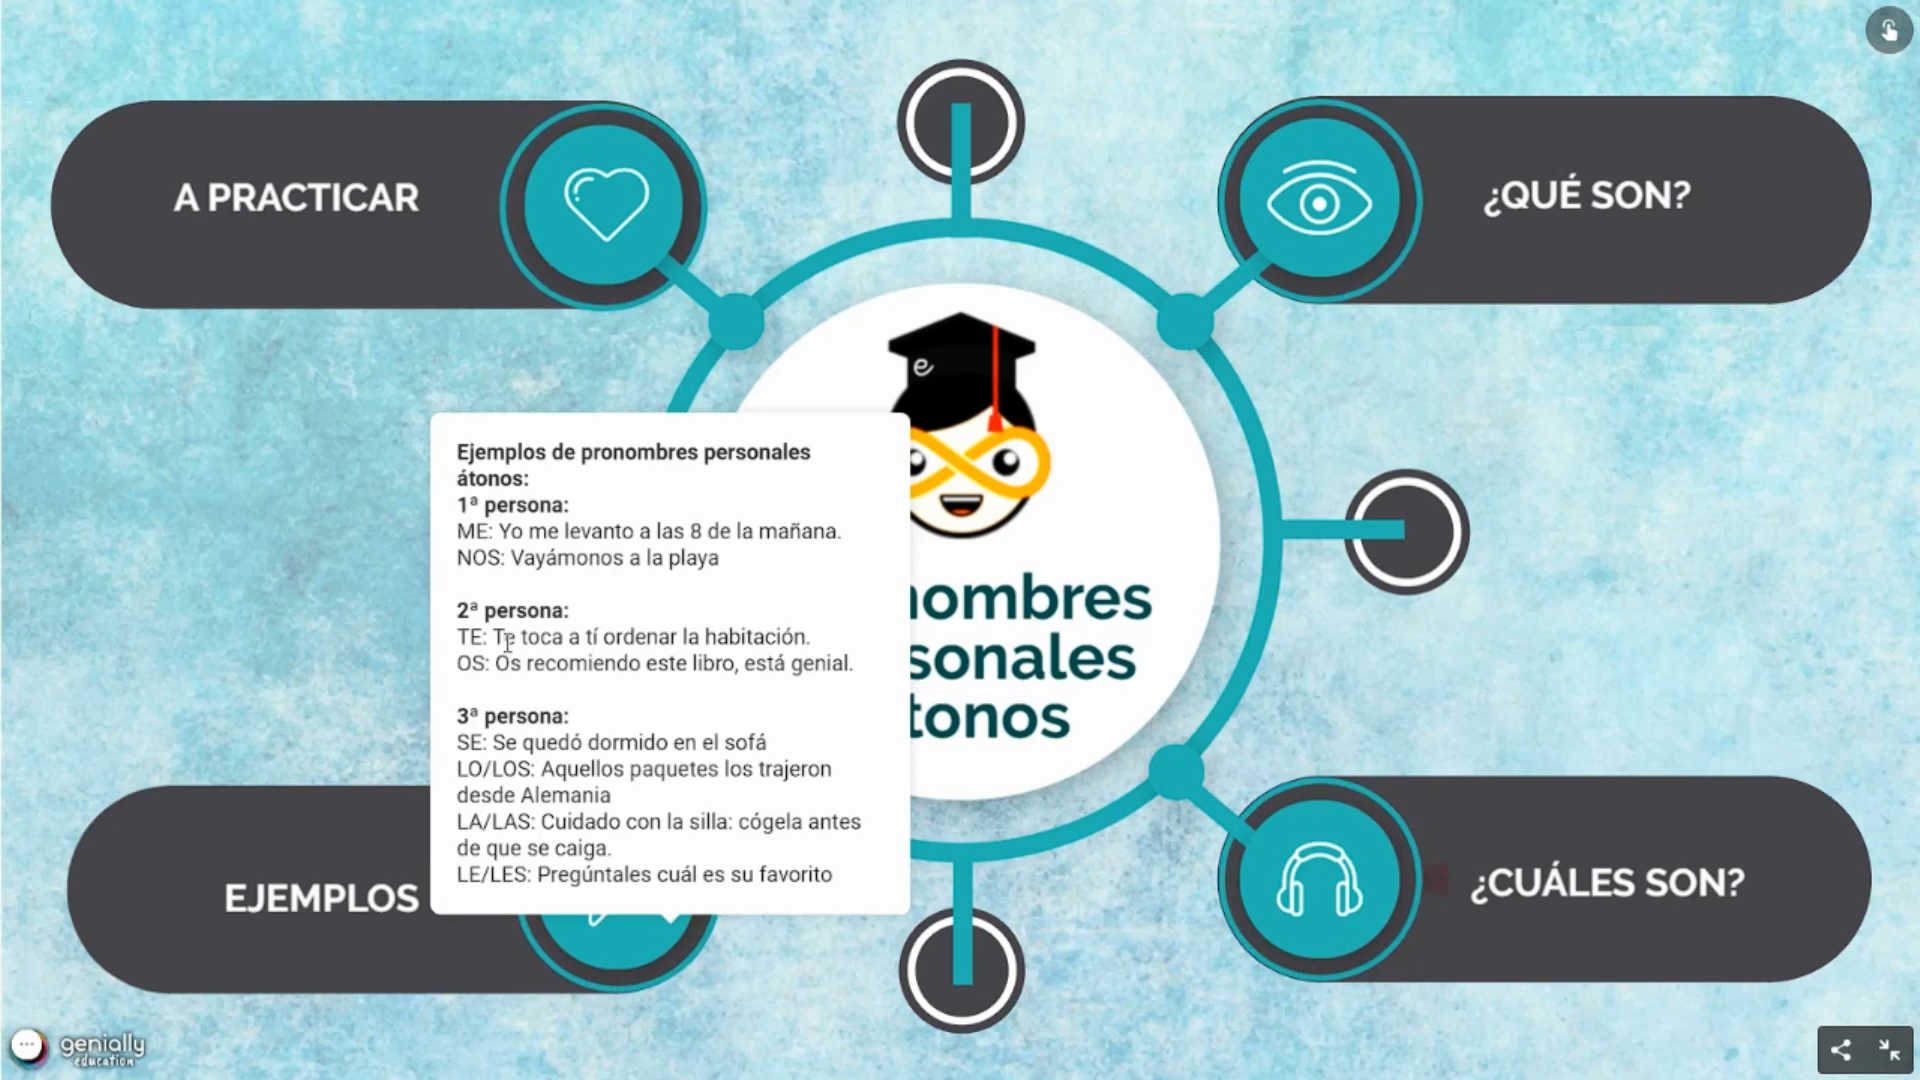 A PRACTICAR
¿QUÉ SON?
e
Ejemplos de pronombres personales
átonos:
1ª persona:
ME: Yo me levanto a las 8 de la mañana.
NOS: Vayámonos a la playa
2ª persona:
TE: Te toca a tí ordenar la habitación.
OS: Os recomiendo este libro, está genial.
3ª persona:
SE: Se quedó dormido en el sofá
LO/LOS: Aquellos paquetes los trajeron
desde Alemania
LA/LAS: Cuidado con la silla: cógela antes
de que se caiga.
LE/LES: Pregúntales cuál es su favorito
nombres
sonales
tonos
EJEMPLOS
¿CUÁLES SON?
genially
education